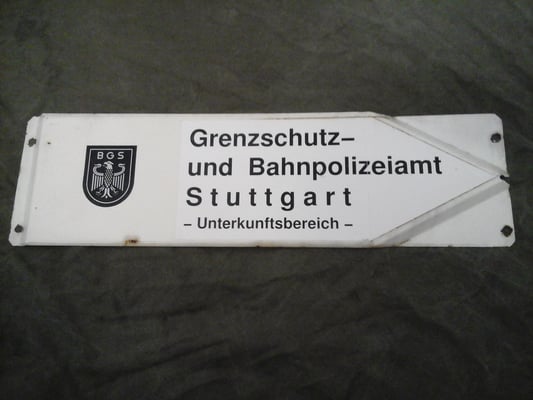 BGS
Grenzschutz–
und Bahnpolizeiamt
Stuttgart
– Unterkunftsbereich –